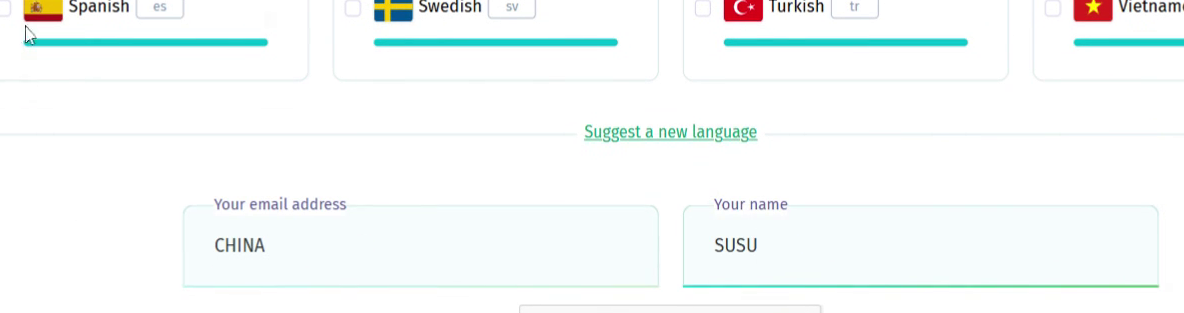 Spanish es Swedish sv Turkish tr
Suggest a new language
Your email address Your name
CHINA SUSU